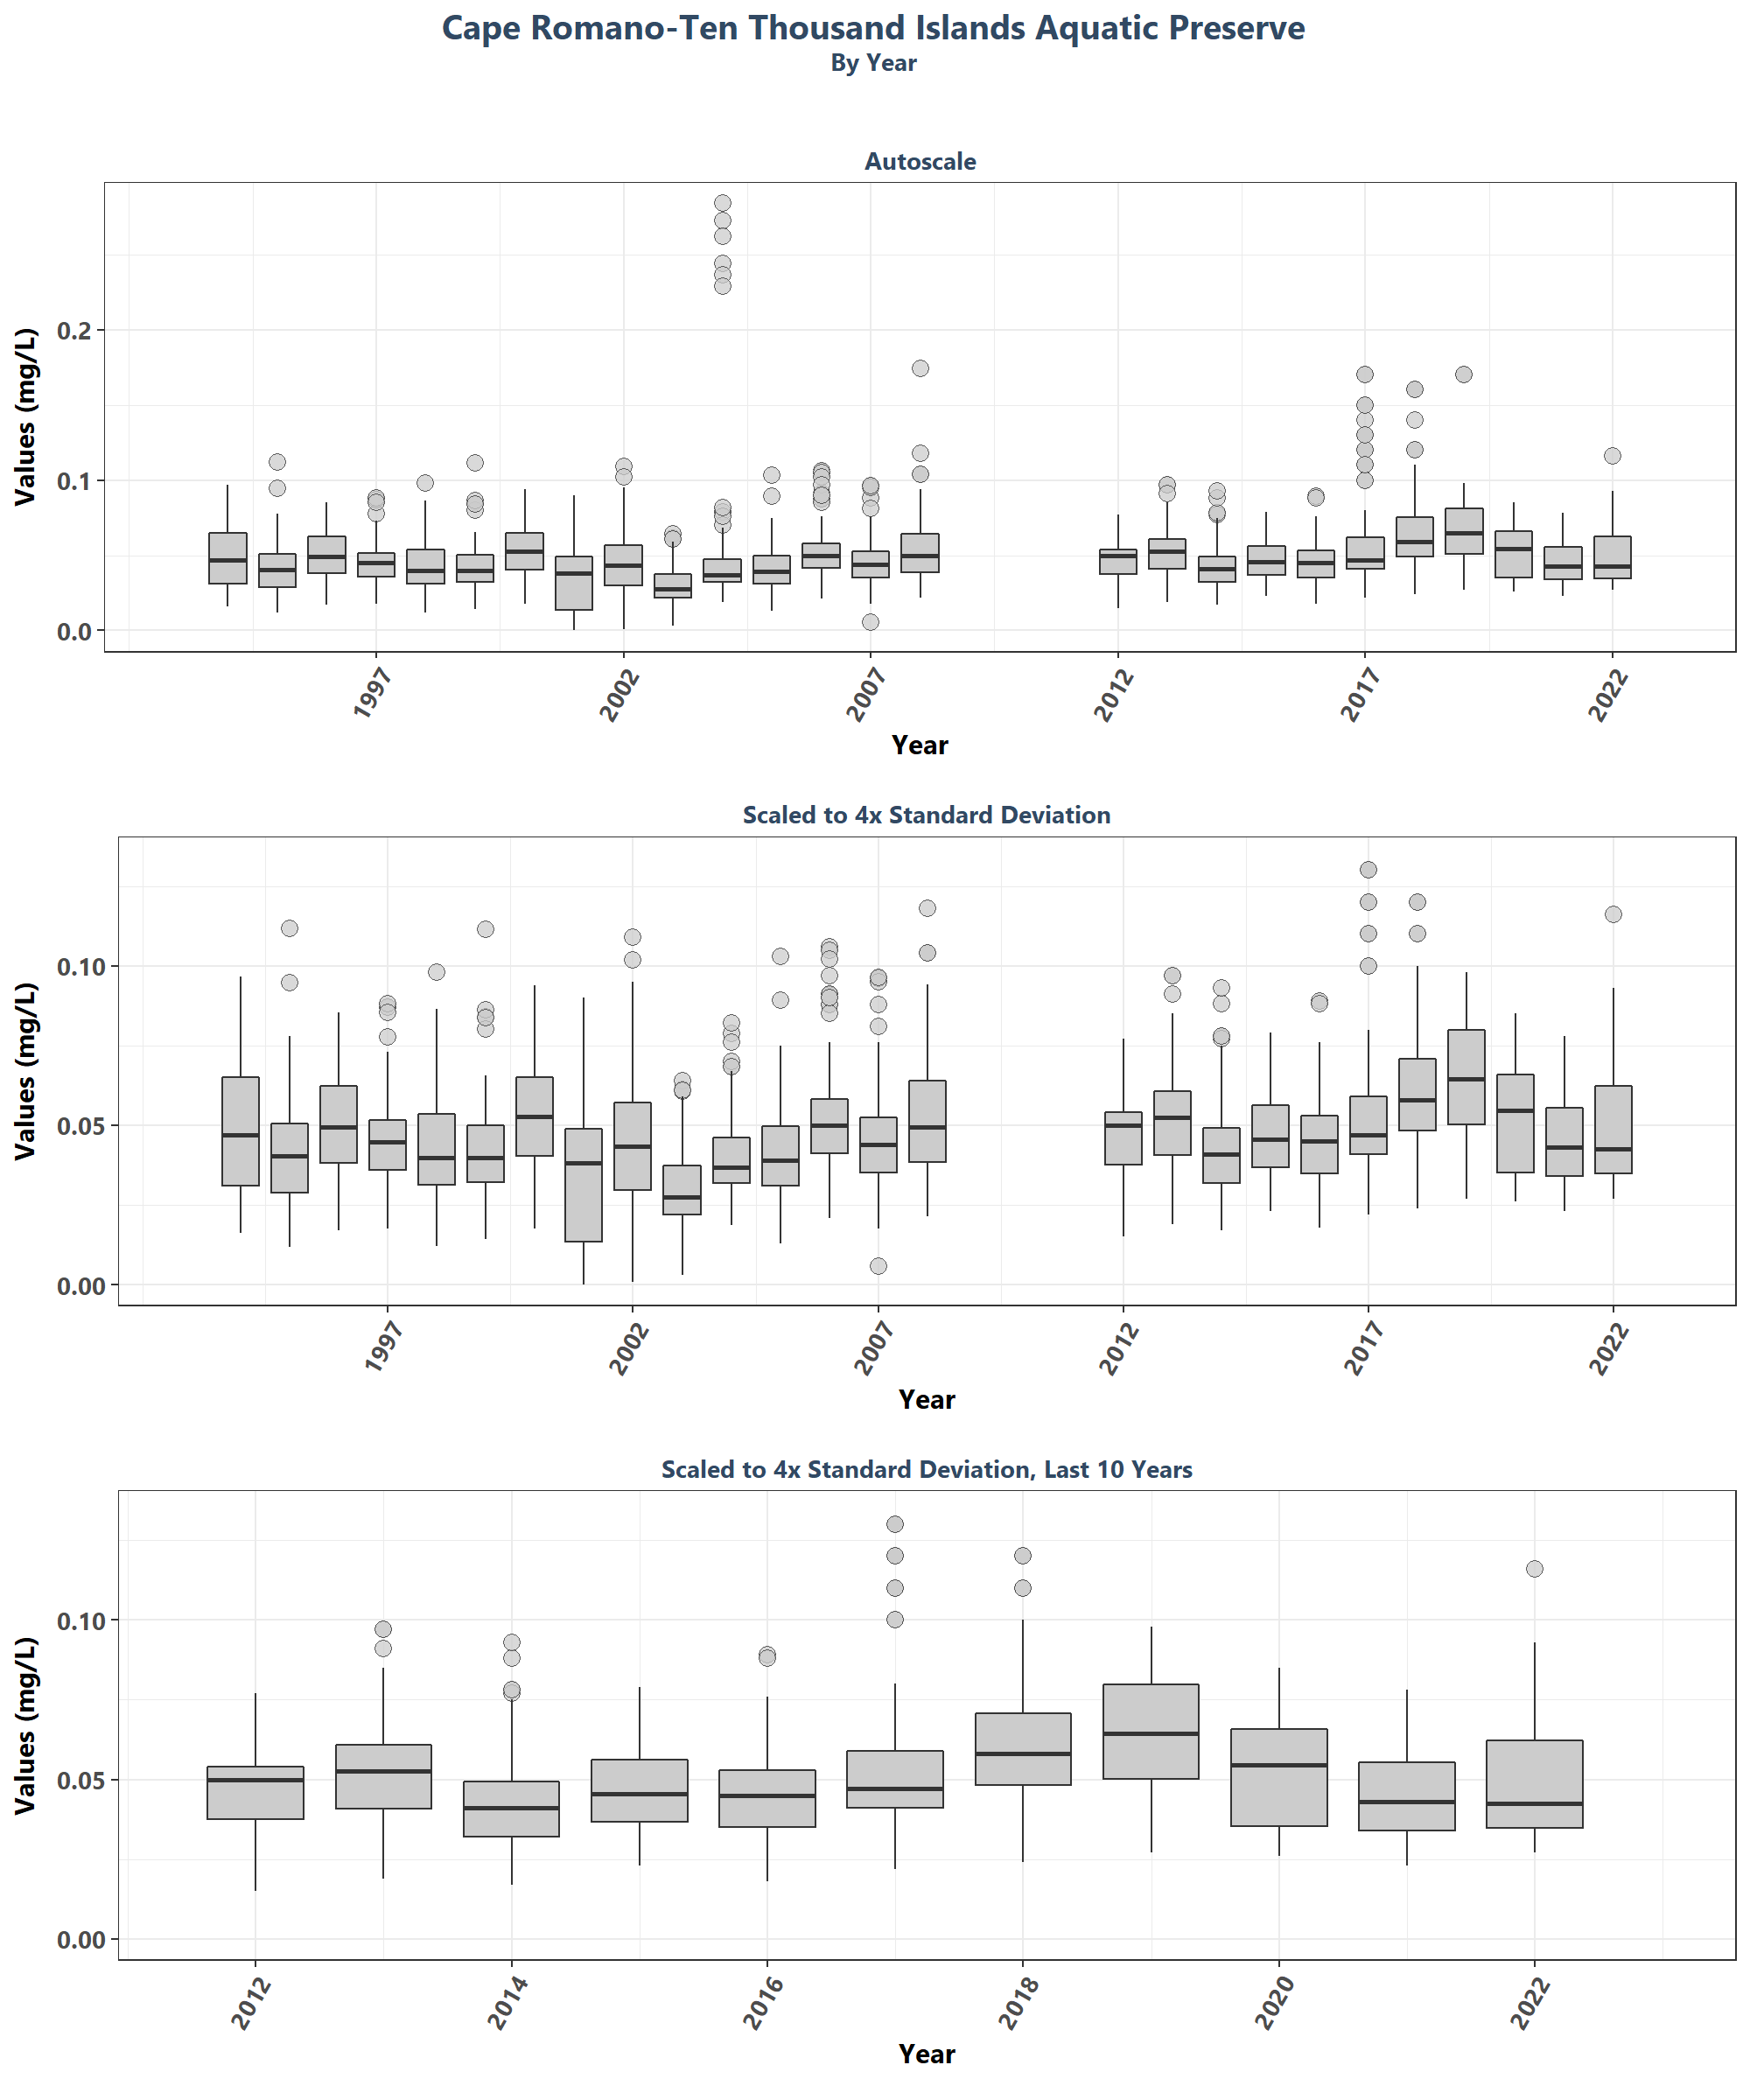 Cape Romano-Ten Thousand Islands Aquatic Preserve
By Year
Autoscale
Values (mg/L)
0.2
0.1
0.0
1997 2002 2007 2012 2017 2022
Year
Scaled to 4x Standard Deviation
Values (mg/L)
0.10
0.05
0.00
1997 2002 2007 2012 2017 2022
Year
Scaled to 4x Standard Deviation, Last 10 Years
Values (mg/L)
0.10
0.05
0.00
2012 2014 2016 2018 2020 2022
Year